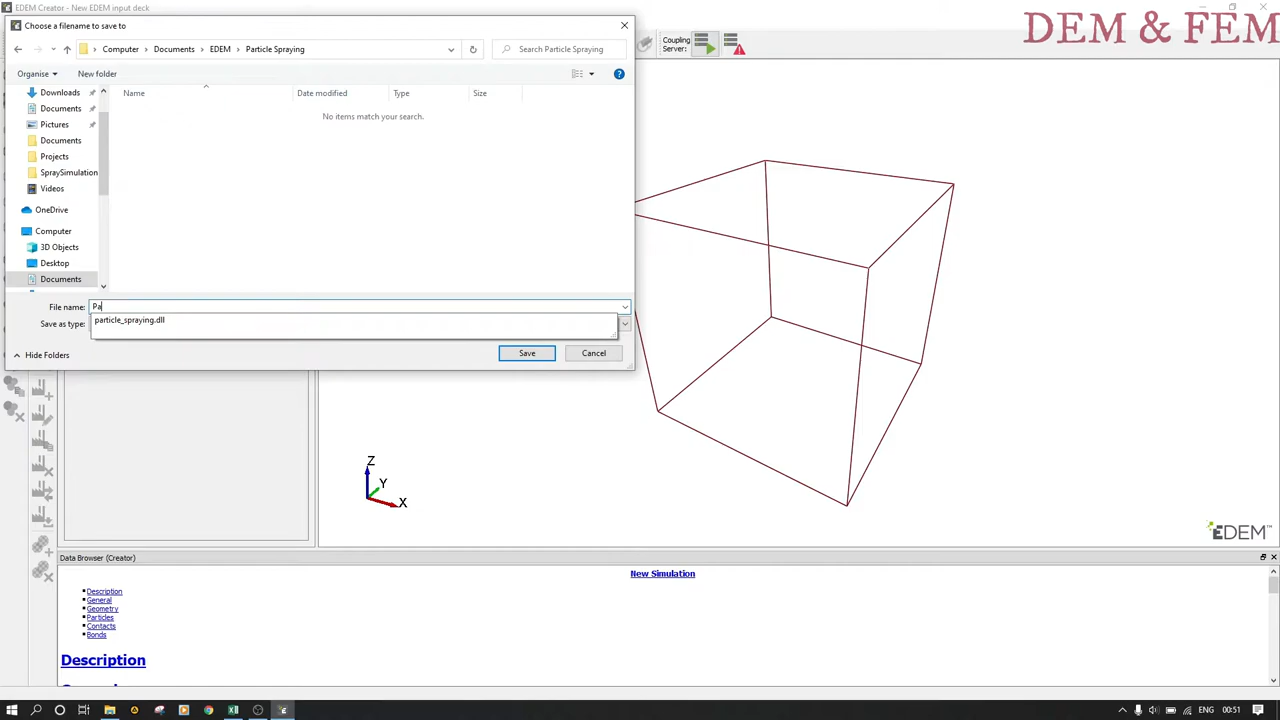 EDEM Creator - New EDEM input deck
DEM & FEM
Choose a filename to save to
Computer > Documents > EDEM > Particle Spraying
Search Particle Spraying
Coupling
Server:
Organise
New folder
Name
Date modified
Type
Size
No items match your search.
Downloads
Documents
Pictures
Documents
Projects
SpraySimulation
Videos
OneDrive
Computer
3D Objects
Desktop
Documents
File name: Pa
particle_spraying.dll
Save as type:
Hide Folders
Save
Cancel
Z
Y
X
EDEM™
Data Browser (Creator)
New Simulation
Description
General
Geometry
Particles
Contacts
Bonds
Description
ENG
00:51